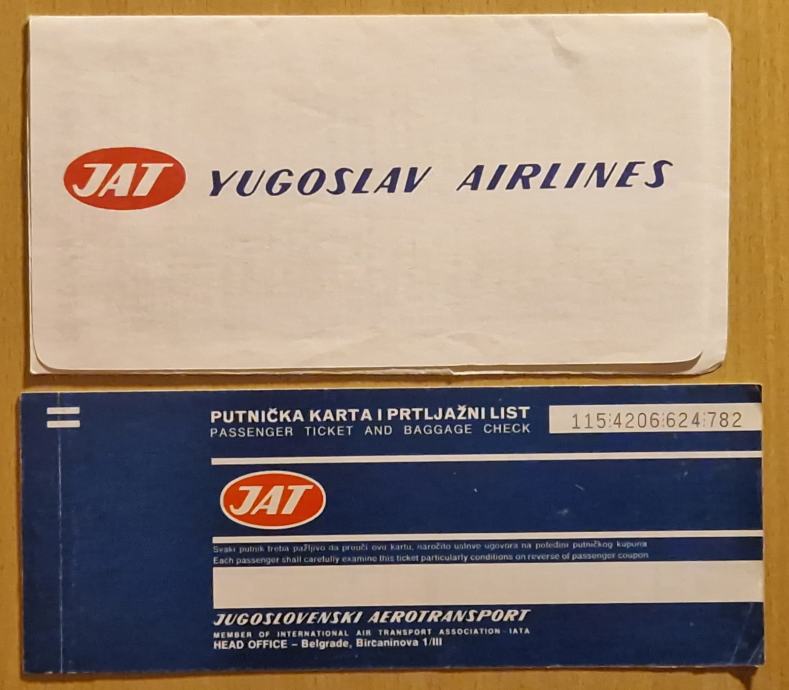 JAT YUGOSLAV AIRLINES
PUTNIČKA KARTA I PRTLJAŽNI LIST
PASSENGER TICKET AND BAGGAGE CHECK
115 4206 624 782
JAT
Svaki putnik treba pažljivo da prouči ovu kartu, naročito uslove ugovora na poleđini putničkog kupona
Each passenger shall carefully examine this ticket particularly conditions on reverse of passenger coupon
JUGOSLOVENSKI AEROTRANSPORT
MEMBER OF INTERNATIONAL AIR TRANSPORT ASSOCIATION - IATA
HEAD OFFICE – Belgrade, Bircaninova 1/III